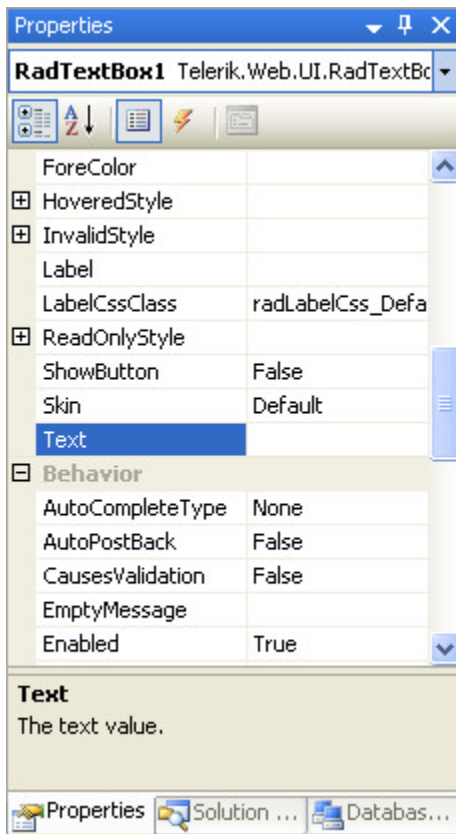 Properties
RadTextBox1 Telerik.Web.UI.RadTextBo
A
Z
ForeColor
HoveredStyle
InvalidStyle
Label
LabelCssClass radLabelCss_Defa
ReadOnlyStyle
ShowButton False
Skin Default
Text
Behavior
AutoCompleteType None
AutoPostBack False
CausesValidation False
EmptyMessage
Enabled True
Text
The text value.
Properties Solution ... Databas...